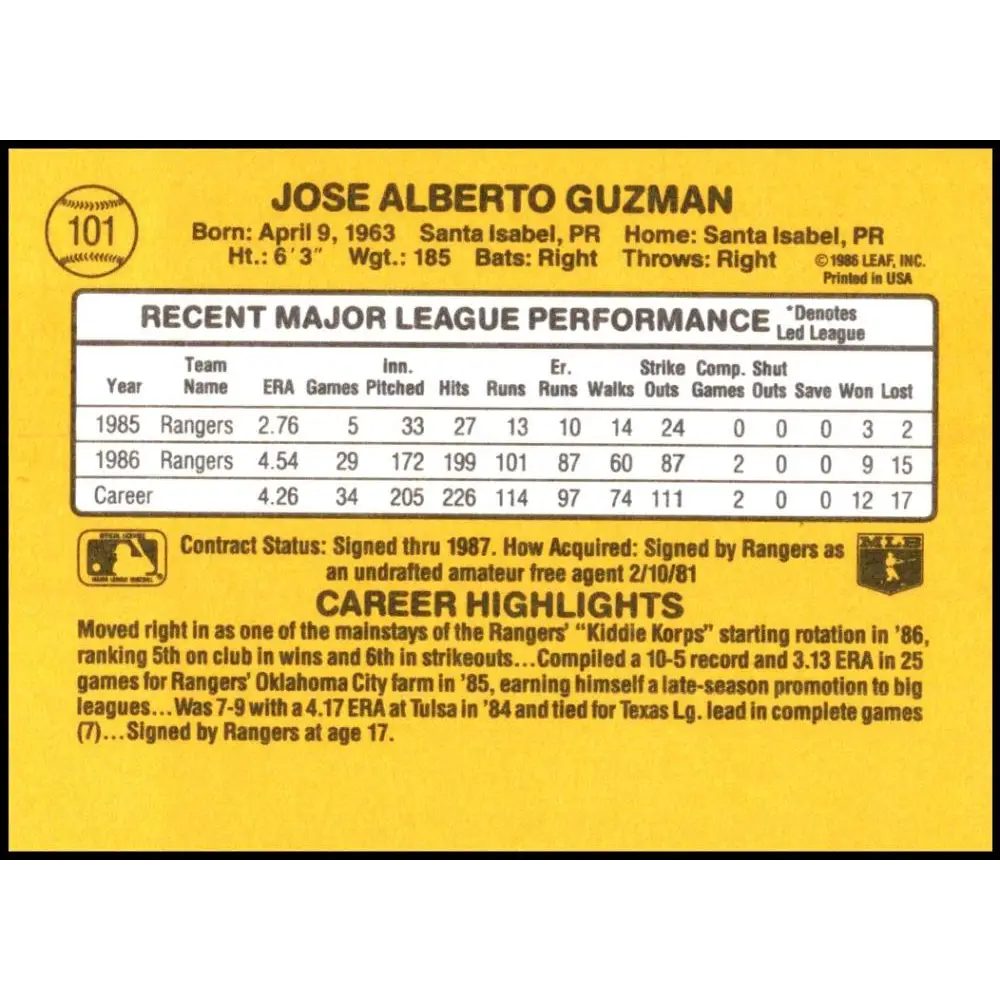 101
JOSE ALBERTO GUZMAN
Born: April 9, 1963 Santa Isabel, PR Home: Santa Isabel, PR
Ht.: 6'3" Wgt.: 185 Bats: Right Throws: Right ©1986 LEAF, INC.
Printed in USA
RECENT MAJOR LEAGUE PERFORMANCE *Denotes
Led League
Team Inn. Er. Strike Comp. Shut
Year Name ERA Games Pitched Hits Runs Runs Walks Outs Games Outs Save Won Lost
1985 Rangers 2.76 5 33 27 13 10 14 24 0 0 0 3 2
1986 Rangers 4.54 29 172 199 101 87 60 87 2 0 0 9 15
Career 4.26 34 205 226 114 97 74 111 2 0 0 12 17
Contract Status: Signed thru 1987. How Acquired: Signed by Rangers as
an undrafted amateur free agent 2/10/81
MLB
CAREER HIGHLIGHTS
Moved right in as one of the mainstays of the Rangers' "Kiddie Korps" starting rotation in '86,
ranking 5th on club in wins and 6th in strikeouts...Compiled a 10-5 record and 3.13 ERA in 25
games for Rangers' Oklahoma City farm in '85, earning himself a late-season promotion to big
leagues...Was 7-9 with a 4.17 ERA at Tulsa in '84 and tied for Texas Lg. lead in complete games
(7)...Signed by Rangers at age 17.